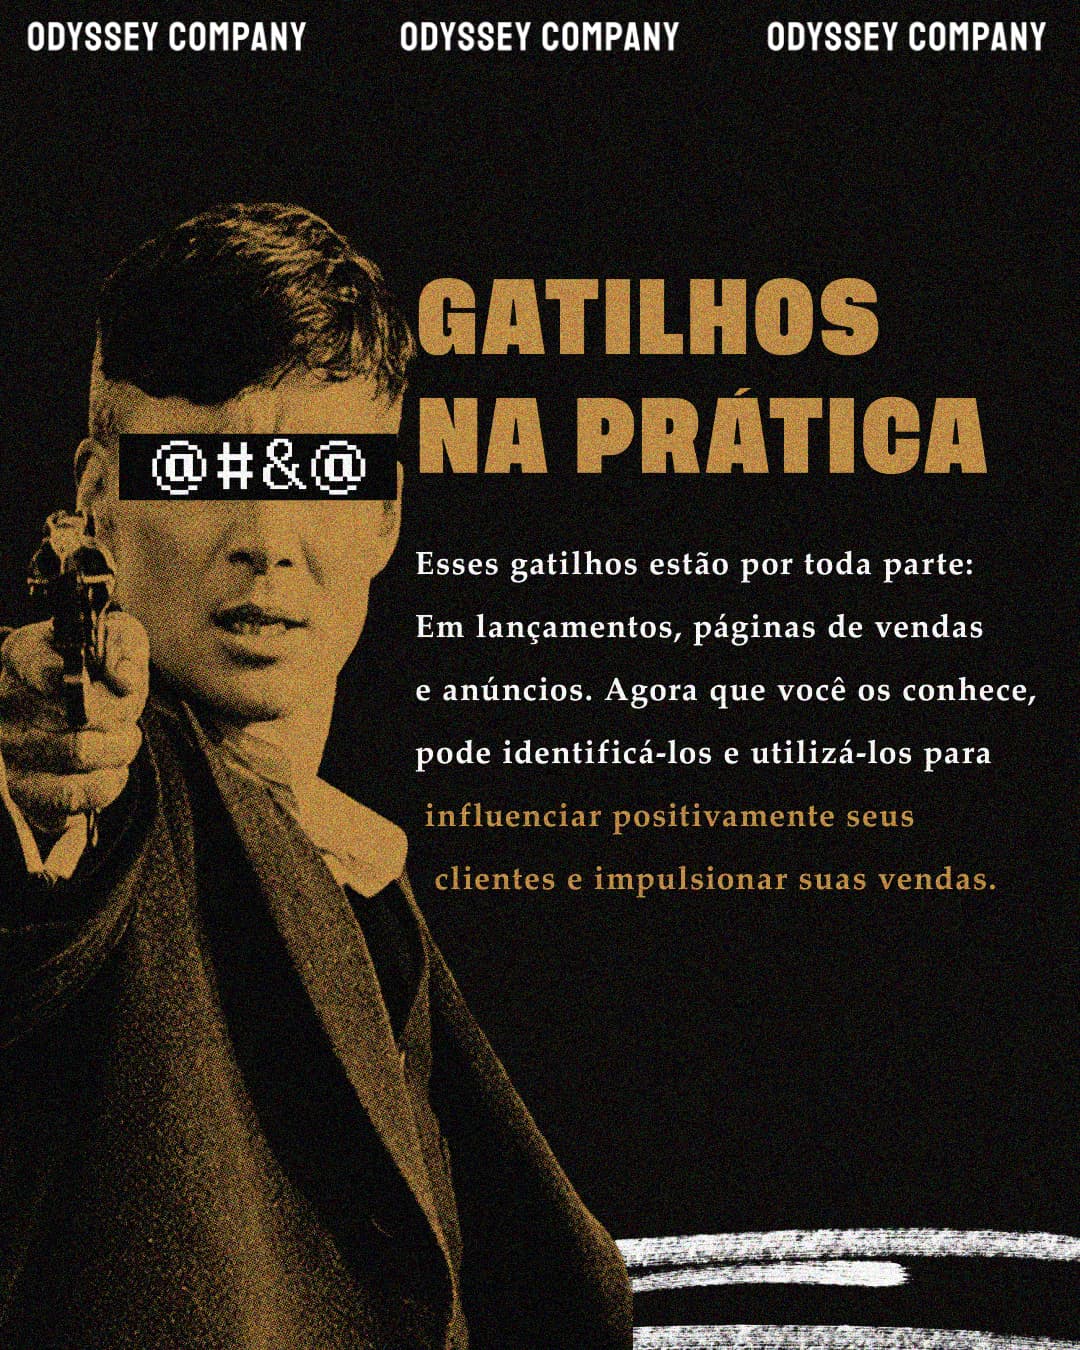 ODYSSEY COMPANY ODYSSEY COMPANY ODYSSEY COMPANY
GATILHOS
NA PRÁTICA
@#&@
Esses gatilhos estão por toda parte:
Em lançamentos, páginas de vendas
e anúncios. Agora que você os conhece,
pode identificá-los e utilizá-los para
influenciar positivamente seus
clientes e impulsionar suas vendas.